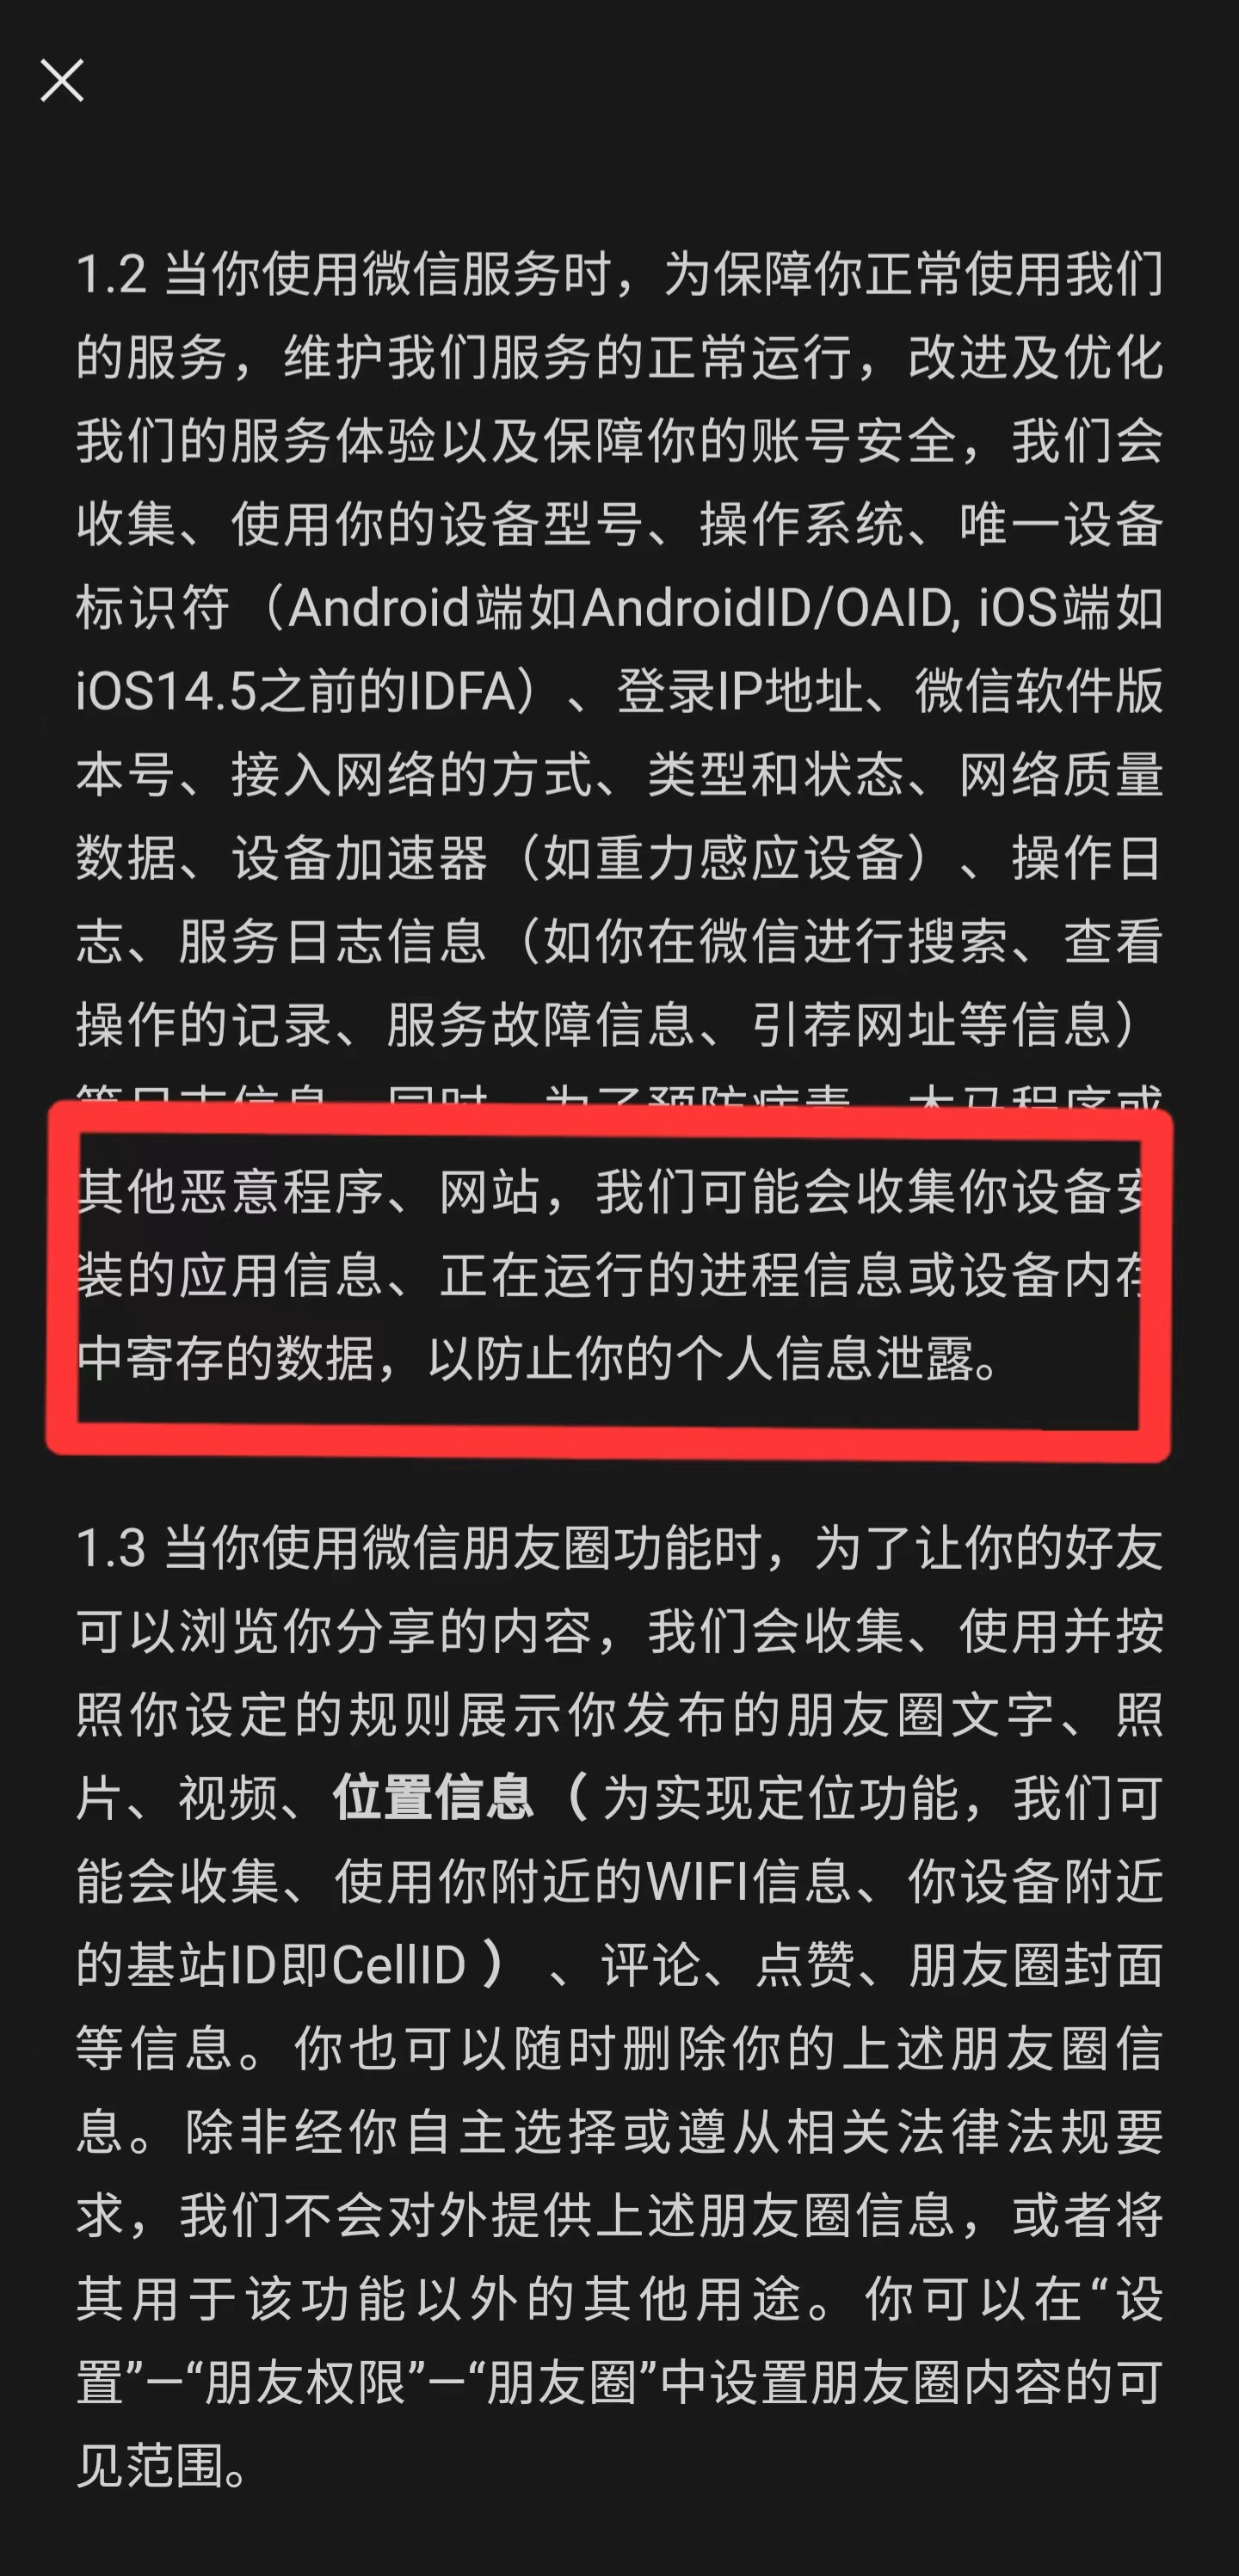 1.2 当你使用微信服务时，为保障你正常使用我们
的服务，维护我们服务的正常运行，改进及优化
我们的服务体验以及保障你的账号安全，我们会
收集、使用你的设备型号、操作系统、唯一设备
标识符（Android端如AndroidID/OAID, iOS端如
iOS14.5之前的IDFA）、登录IP地址、微信软件版
本号、接入网络的方式、类型和状态、网络质量
数据、设备加速器（如重力感应设备）、操作日
志、服务日志信息（如你在微信进行搜索、查看
操作的记录、服务故障信息、引荐网址等信息）
等日志信息。同时，为了预防病毒、木马程序或
其他恶意程序、网站，我们可能会收集你设备安
装的应用信息、正在运行的进程信息或设备内存
中寄存的数据，以防止你的个人信息泄露。
1.3 当你使用微信朋友圈功能时，为了让你的好友
可以浏览你分享的内容，我们会收集、使用并按
照你设定的规则展示你发布的朋友圈文字、照
片、视频、位置信息（ 为实现定位功能，我们可
能会收集、使用你附近的WIFI信息、你设备附近
的基站ID即CellID ） 、评论、点赞、朋友圈封面
等信息。你也可以随时删除你的上述朋友圈信
息。除非经你自主选择或遵从相关法律法规要
求，我们不会对外提供上述朋友圈信息，或者将
其用于该功能以外的其他用途。你可以在“设
置”—“朋友权限”—“朋友圈”中设置朋友圈内容的可
见范围。